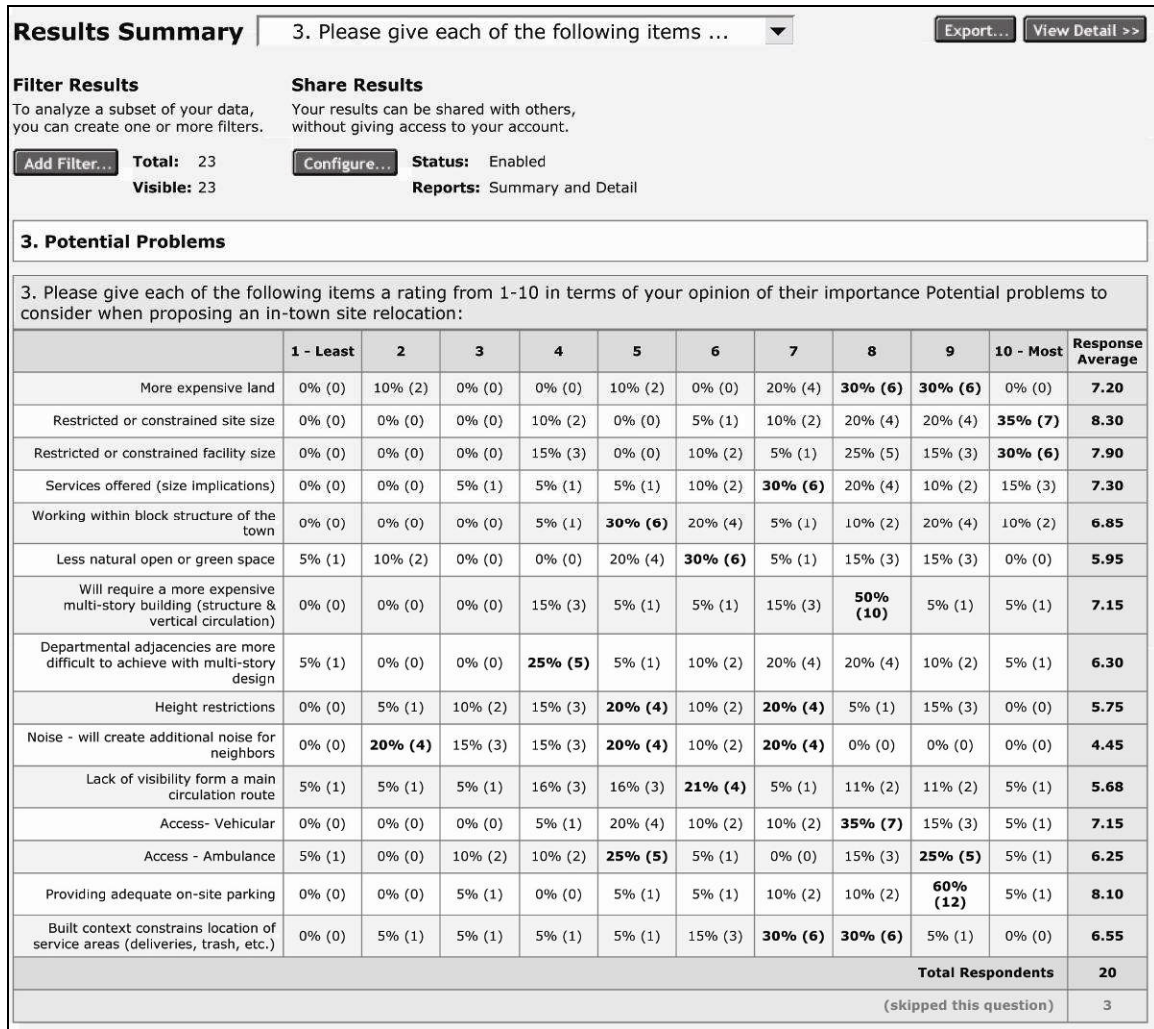 Results Summary 3. Please give each of the following items ... Export... View Detail >>
Filter Results
To analyze a subset of your data,
you can create one or more filters.
Add Filter... Total: 23
Visible: 23
Share Results
Your results can be shared with others,
without giving access to your account.
Configure... Status: Enabled
Reports: Summary and Detail
3. Potential Problems
3. Please give each of the following items a rating from 1-10 in terms of your opinion of their importance Potential problems to
consider when proposing an in-town site relocation:
1 - Least 2 3 4 5 6 7 8 9 10 - Most Response
Average
More expensive land 0% (0) 10% (2) 0% (0) 0% (0) 10% (2) 0% (0) 20% (4) 30% (6) 30% (6) 0% (0) 7.20
Restricted or constrained site size 0% (0) 0% (0) 0% (0) 10% (2) 0% (0) 5% (1) 10% (2) 20% (4) 20% (4) 35% (7) 8.30
Restricted or constrained facility size 0% (0) 0% (0) 0% (0) 15% (3) 0% (0) 10% (2) 5% (1) 25% (5) 15% (3) 30% (6) 7.90
Services offered (size implications) 0% (0) 0% (0) 5% (1) 5% (1) 5% (1) 10% (2) 30% (6) 20% (4) 10% (2) 15% (3) 7.30
Working within block structure of the
town 0% (0) 0% (0) 0% (0) 5% (1) 30% (6) 20% (4) 5% (1) 10% (2) 20% (4) 10% (2) 6.85
Less natural open or green space 5% (1) 10% (2) 0% (0) 0% (0) 20% (4) 30% (6) 5% (1) 15% (3) 15% (3) 0% (0) 5.95
Will require a more expensive
multi-story building (structure &
vertical circulation) 0% (0) 0% (0) 0% (0) 15% (3) 5% (1) 5% (1) 15% (3) 50%
(10) 5% (1) 5% (1) 7.15
Departmental adjacencies are more
difficult to achieve with multi-story
design 5% (1) 0% (0) 0% (0) 25% (5) 5% (1) 10% (2) 20% (4) 20% (4) 10% (2) 5% (1) 6.30
Height restrictions 0% (0) 5% (1) 10% (2) 15% (3) 20% (4) 10% (2) 20% (4) 5% (1) 15% (3) 0% (0) 5.75
Noise - will create additional noise for
neighbors 0% (0) 20% (4) 15% (3) 15% (3) 20% (4) 10% (2) 20% (4) 0% (0) 0% (0) 0% (0) 4.45
Lack of visibility form a main
circulation route 5% (1) 5% (1) 5% (1) 16% (3) 16% (3) 21% (4) 5% (1) 11% (2) 11% (2) 5% (1) 5.68
Access- Vehicular 0% (0) 0% (0) 0% (0) 5% (1) 20% (4) 10% (2) 10% (2) 35% (7) 15% (3) 5% (1) 7.15
Access - Ambulance 5% (1) 0% (0) 10% (2) 10% (2) 25% (5) 5% (1) 0% (0) 15% (3) 25% (5) 5% (1) 6.25
Providing adequate on-site parking 0% (0) 0% (0) 5% (1) 0% (0) 5% (1) 5% (1) 10% (2) 10% (2) 60%
(12) 5% (1) 8.10
Built context constrains location of
service areas (deliveries, trash, etc.) 0% (0) 5% (1) 5% (1) 5% (1) 5% (1) 15% (3) 30% (6) 30% (6) 5% (1) 0% (0) 6.55
Total Respondents 20
(skipped this question) 3